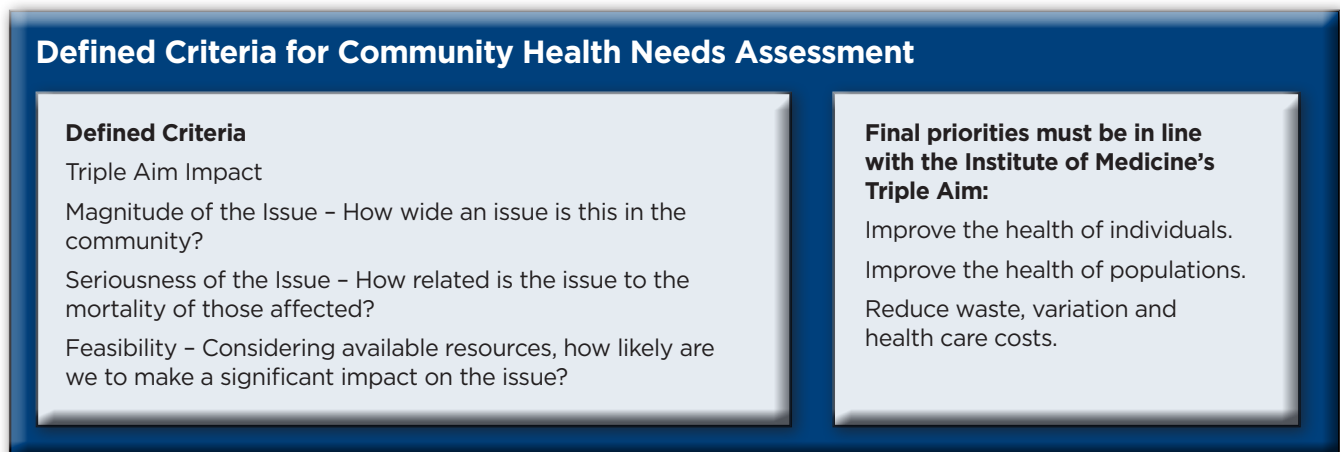 Defined Criteria for Community Health Needs Assessment
Defined Criteria
Triple Aim Impact
Magnitude of the Issue – How wide an issue is this in the
community?
Seriousness of the Issue – How related is the issue to the
mortality of those affected?
Feasibility – Considering available resources, how likely are
we to make a significant impact on the issue?
Final priorities must be in line
with the Institute of Medicine’s
Triple Aim:
Improve the health of individuals.
Improve the health of populations.
Reduce waste, variation and
health care costs.